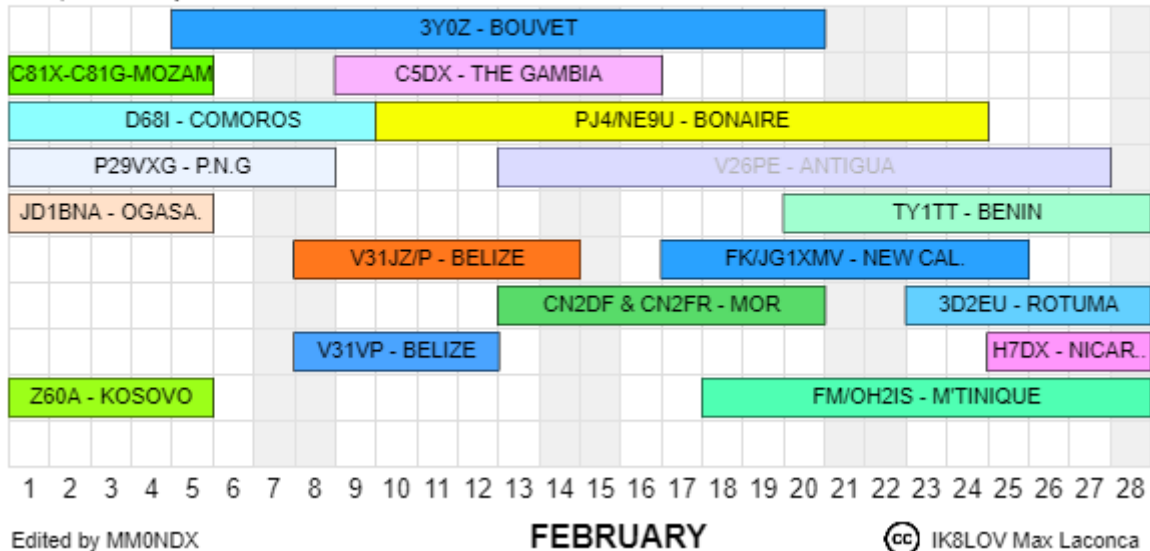 3Y0Z - BOUVET
C81X-C81G-MOZAM
C5DX - THE GAMBIA
D68I - COMOROS
PJ4/NE9U - BONAIRE
P29VXG - P.N.G
V26PE - ANTIGUA
JD1BNA - OGASA.
TY1TT - BENIN
V31JZ/P - BELIZE
FK/JG1XMV - NEW CAL.
CN2DF & CN2FR - MOR
3D2EU - ROTUMA
V31VP - BELIZE
H7DX - NICAR..
Z60A - KOSOVO
FM/OH2IS - M'TINIQUE
1 2 3 4 5 6 7 8 9 10 11 12 13 14 15 16 17 18 19 20 21 22 23 24 25 26 27 28
Edited by MM0NDX
FEBRUARY
cc IK8LOV Max Laconca